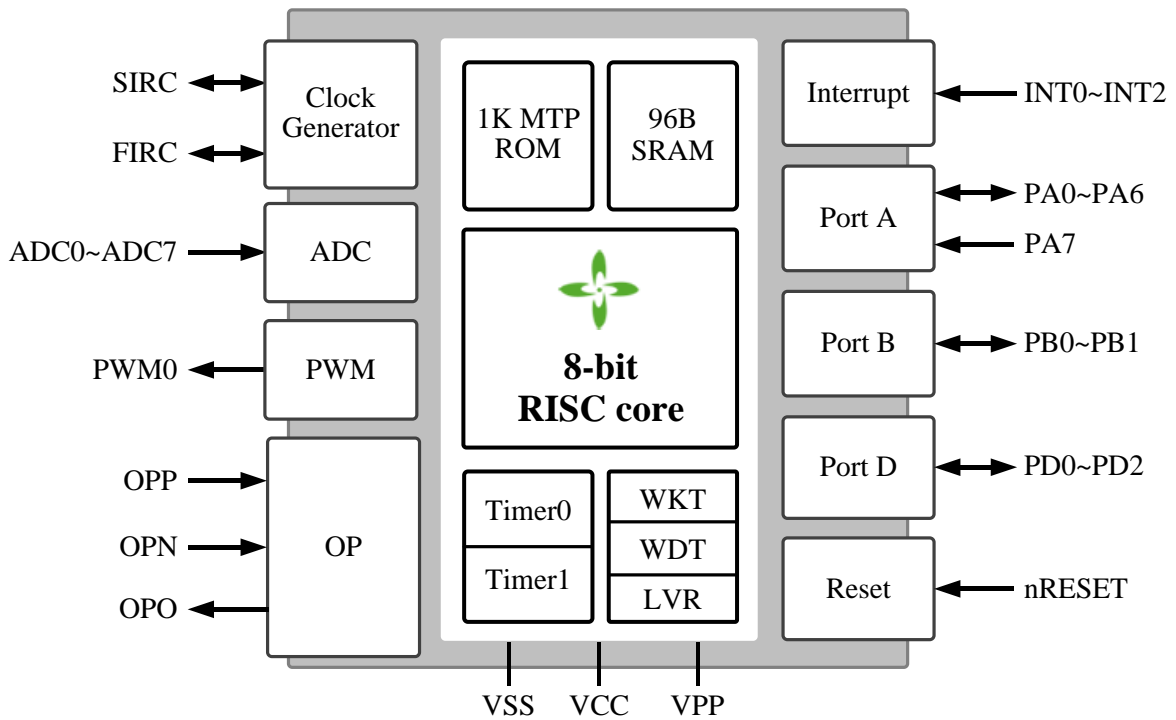 SIRC
FIRC
ADC0~ADC7
PWM0
OPP
OPN
OPO
Clock
Generator
ADC
PWM
OP
1K MTP
ROM
96B
SRAM
8-bit
RISC core
Timer0
Timer1
WKT
WDT
LVR
Interrupt
Port A
Port B
Port D
Reset
INT0~INT2
PA0~PA6
PA7
PB0~PB1
PD0~PD2
nRESET
VSS
VCC
VPP